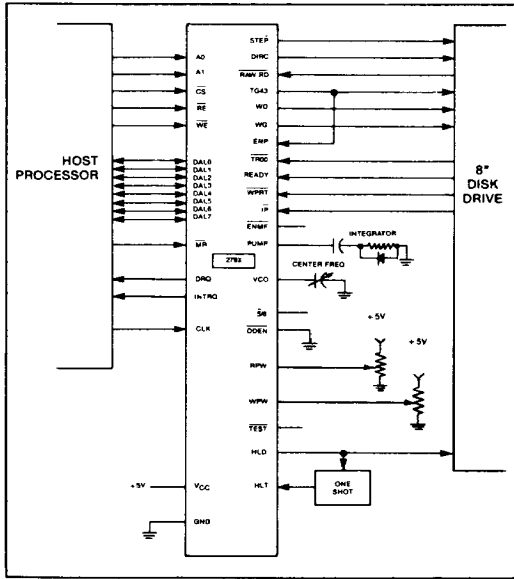 HOST
PROCESSOR
A0
A1
CS
RE
WE
DAL0
DAL1
DAL2
DAL3
DAL4
DAL5
DAL6
DAL7
MR
DRQ
INTRQ
CLK
+5V
VCC
GND
279X
STEP
DIRC
RAW RD
TG43
WD
WG
ENP
TR00
READY
WPRT
IP
ENMF
PUMP
VCO
5/8
DDEN
RPW
WPW
TEST
HLD
HLT
INTEGRATOR
CENTER FREQ
+5V
+5V
ONE
SHOT
8"
DISK
DRIVE